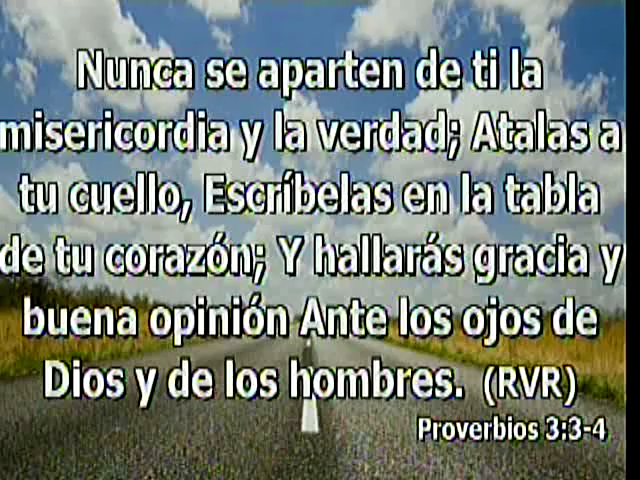 Nunca se aparten de ti la
misericordia y la verdad; Atalas a
tu cuello, Escríbelas en la tabla
de tu corazón; Y hallarás gracia y
buena opinión Ante los ojos de
Dios y de los hombres. (RVR)
Proverbios 3:3-4